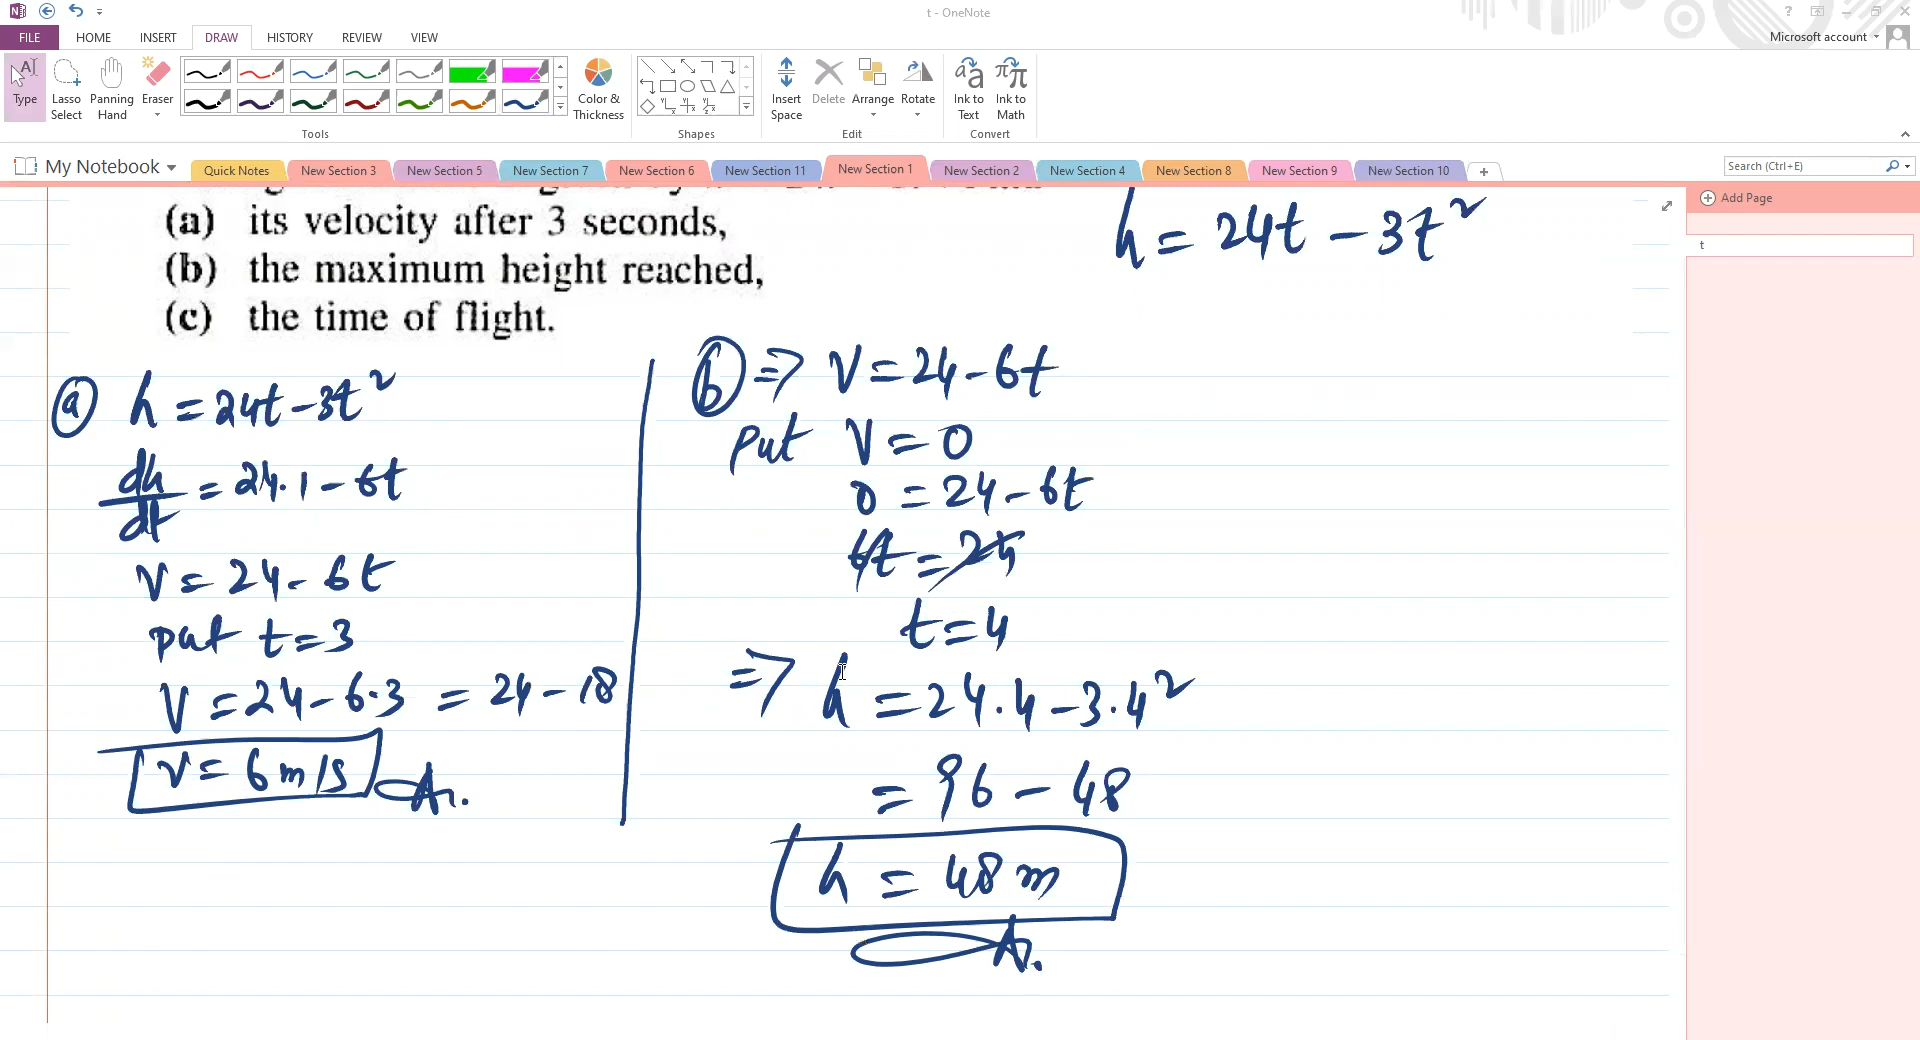 t - OneNote
Microsoft account
FILE HOME INSERT DRAW HISTORY REVIEW VIEW
Type
Lasso Select
Panning Hand
Eraser
Color & Thickness
Insert Space
Delete
Arrange
Rotate
Ink to Text
Ink to Math
Tools
Shapes
Edit
Convert
My Notebook
Quick Notes New Section 3 New Section 5 New Section 7 New Section 6 New Section 11 New Section 1 New Section 2 New Section 4 New Section 8 New Section 9 New Section 10
Search (Ctrl+E)
Add Page
t
(a) its velocity after 3 seconds,
(b) the maximum height reached,
(c) the time of flight.
h = 24t - 3t²
(a) h = 24t - 3t²
dh/dt = 24.1 - 6t
V = 24 - 6t
put t = 3
V = 24 - 6·3 = 24 - 18
V = 6 m/s A.
(b) => V = 24 - 6t
Put V = 0
0 = 24 - 6t
6t = 24
t = 4
=> h = 24.4 - 3.4²
= 96 - 48
h = 48 m
A.